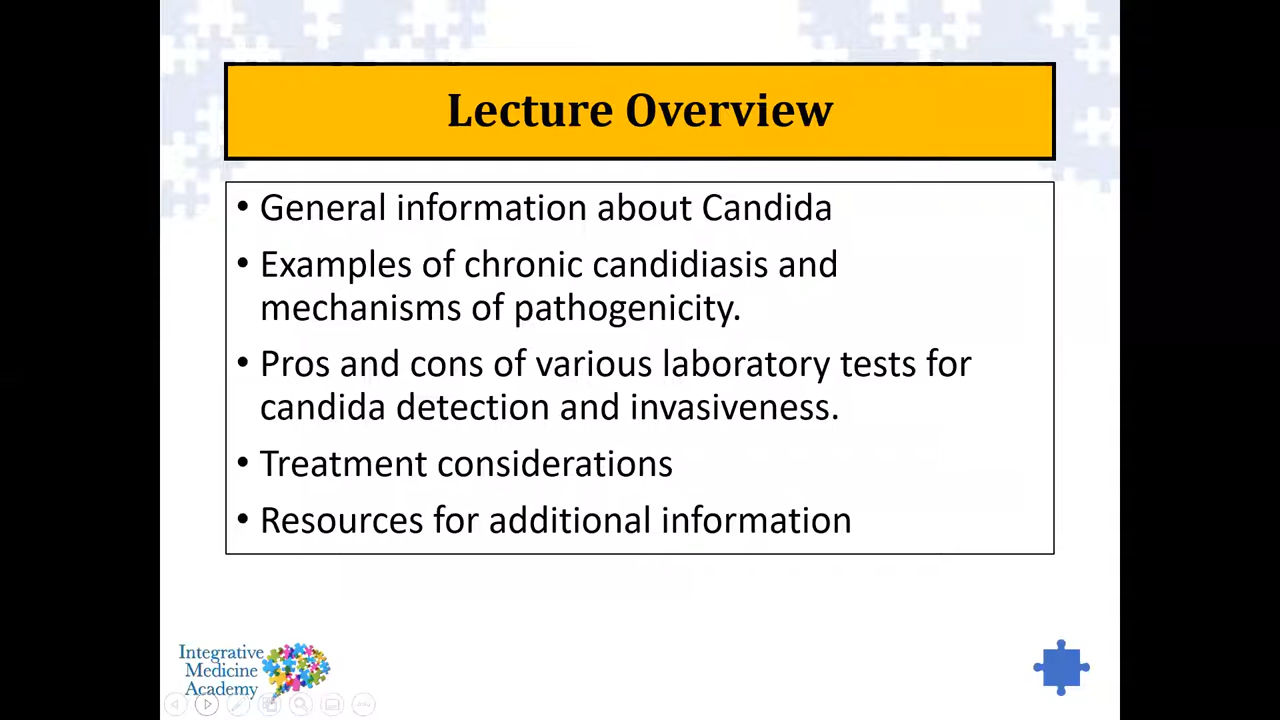 Lecture Overview
• General information about Candida
• Examples of chronic candidiasis and
mechanisms of pathogenicity.
• Pros and cons of various laboratory tests for
candida detection and invasiveness.
• Treatment considerations
• Resources for additional information
Integrative
Medicine
Academy